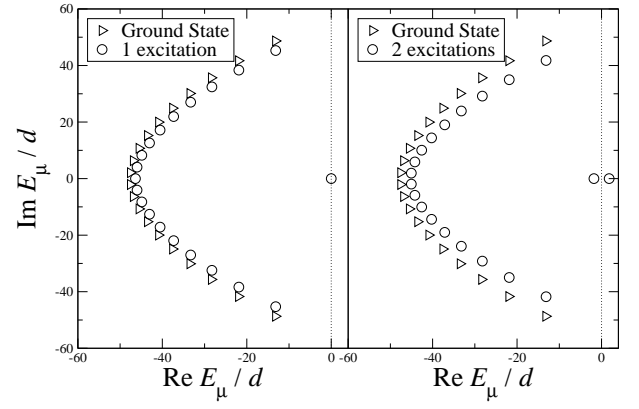 60
40
20
0
-20
-40
-60
Im E_μ / d
▷ Ground State
○ 1 excitation
-60 -40 -20 0
Re E_μ / d
▷ Ground State
○ 2 excitations
-60 -40 -20 0
Re E_μ / d